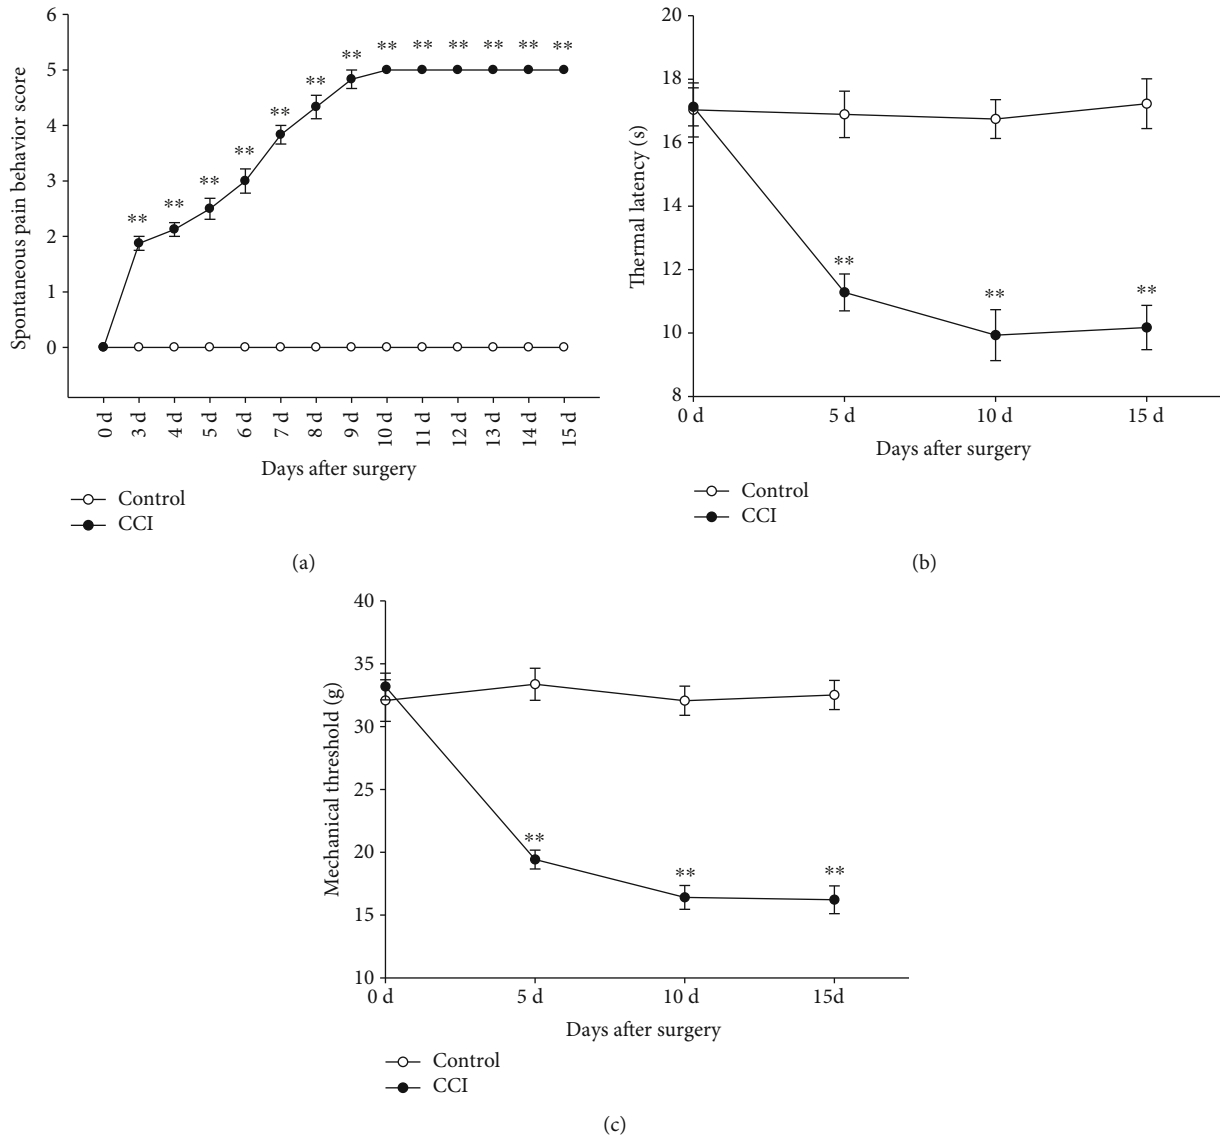 6
5
4
3
2
1
0
Spontaneous pain behavior score
** ** ** ** ** ** ** ** ** ** ** ** **
0 d 3 d 4 d 5 d 6 d 7 d 8 d 9 d 10 d 11 d 12 d 13 d 14 d 15 d
Days after surgery
Control
CCI
(a)
20
18
16
14
12
10
8
Thermal latency (s)
** ** **
0 d 5 d 10 d 15 d
Days after surgery
Control
CCI
(b)
40
35
30
25
20
15
10
Mechanical threshold (g)
** ** **
0 d 5 d 10 d 15d
Days after surgery
Control
CCI
(c)